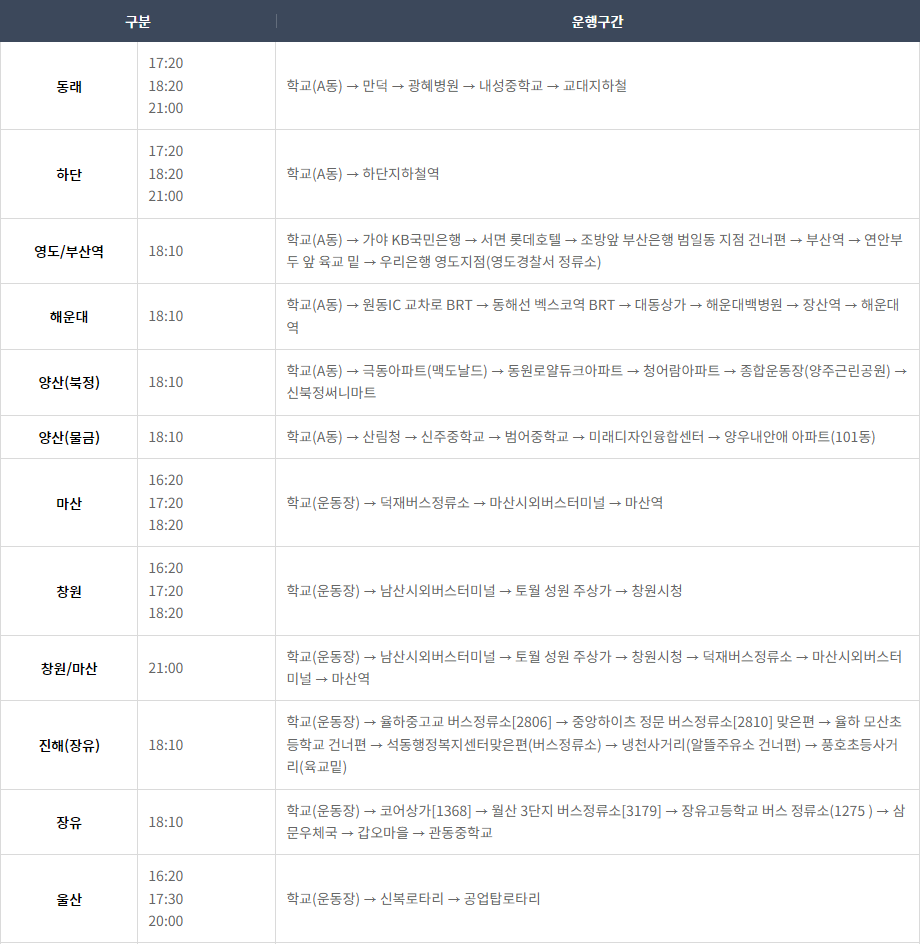 구분 운행구간
동래
17:20
18:20
21:00
학교(A동) → 만덕 → 광혜병원 → 내성중학교 → 교대지하철
하단
17:20
18:20
21:00
학교(A동) → 하단지하철역
영도/부산역
18:10
학교(A동) → 가야 KB국민은행 → 서면 롯데호텔 → 조방앞 부산은행 범일동 지점 건너편 → 부산역 → 연안부
두 앞 육교 밑 → 우리은행 영도지점(영도경찰서 정류소)
해운대
18:10
학교(A동) → 원동IC 교차로 BRT → 동해선 벡스코역 BRT → 대동상가 → 해운대백병원 → 장산역 → 해운대
역
양산(북정)
18:10
학교(A동) → 극동아파트(맥도날드) → 동원로얄듀크아파트 → 청어람아파트 → 종합운동장(양주근린공원) →
신북정써니마트
양산(물금)
18:10
학교(A동) → 산림청 → 신주중학교 → 범어중학교 → 미래디자인융합센터 → 양우내안애 아파트(101동)
마산
16:20
17:20
18:20
학교(운동장) → 덕재버스정류소 → 마산시외버스터미널 → 마산역
창원
16:20
17:20
18:20
학교(운동장) → 남산시외버스터미널 → 토월 성원 주상가 → 창원시청
창원/마산
21:00
학교(운동장) → 남산시외버스터미널 → 토월 성원 주상가 → 창원시청 → 덕재버스정류소 → 마산시외버스터
미널 → 마산역
진해(장유)
18:10
학교(운동장) → 율하중고교 버스정류소[2806] → 중앙하이츠 정문 버스정류소[2810] 맞은편 → 율하 모산초
등학교 건너편 → 석동행정복지센터맞은편(버스정류소) → 냉천사거리(알뜰주유소 건너편) → 풍호초등사거
리(육교밑)
장유
18:10
학교(운동장) → 코어상가[1368] → 월산 3단지 버스정류소[3179] → 장유고등학교 버스 정류소(1275 ) → 삼
문우체국 → 갑오마을 → 관동중학교
울산
16:20
17:30
20:00
학교(운동장) → 신복로타리 → 공업탑로타리